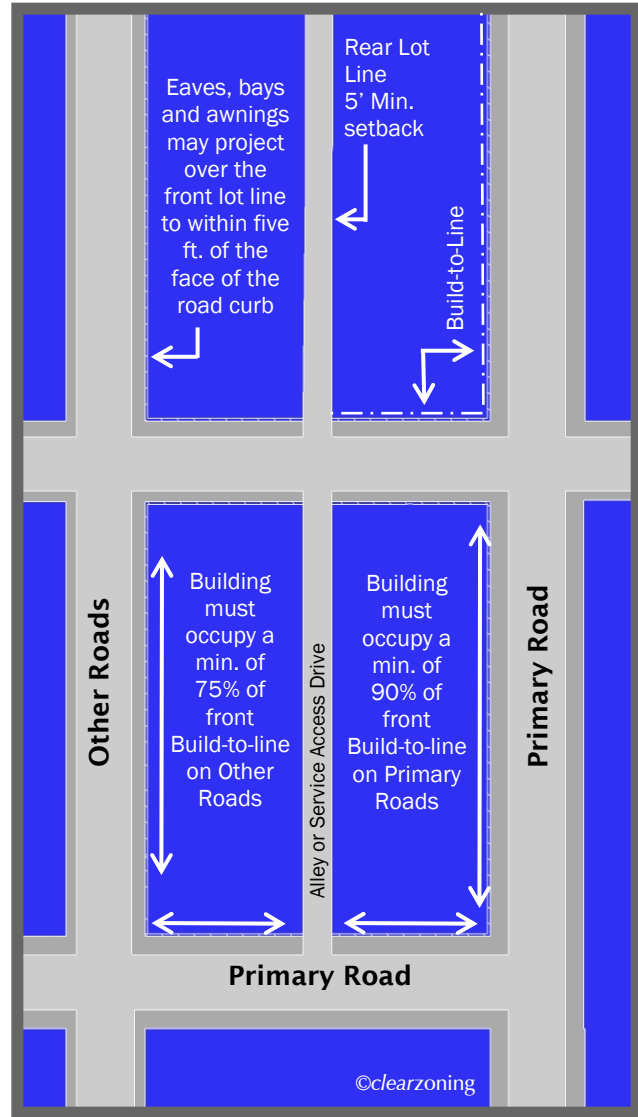 Eaves, bays
and awnings
may project
over the
front lot line
to within five
ft. of the
face of the
road curb
Rear Lot
Line
5’ Min.
setback
Build-to-Line
Other Roads
Building
must
occupy a
min. of
75% of
front
Build-to-line
on Other
Roads
Alley or Service Access Drive
Building
must
occupy a
min. of
90% of
front
Build-to-line
on Primary
Roads
Primary Road
Primary Road
©clearzoning